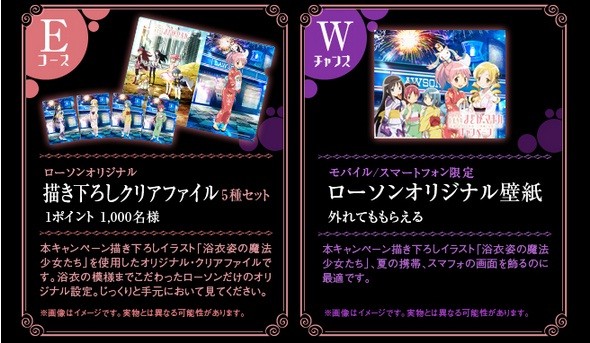 E
コース
LAWSON
ローソンオリジナル
描き下ろしクリアファイル 5種セット
1ポイント 1,000名様
本キャンペーン描き下ろしイラスト「浴衣姿の魔法
少女たち」を使用したオリジナル・クリアファイルで
す。浴衣の模様までこだわったローソンだけのオリ
ジナル設定。じっくりと手元において見てください。
※画像はイメージです。実物とは異なる可能性があります。
W
チャンス
モバイル/スマートフォン限定
ローソンオリジナル壁紙
外れてももらえる
本キャンペーン描き下ろしイラスト「浴衣姿の魔法
少女たち」、夏の携帯、スマフォの画面を飾るのに
最適です。
※画像はイメージです。実物とは異なる可能性があります。